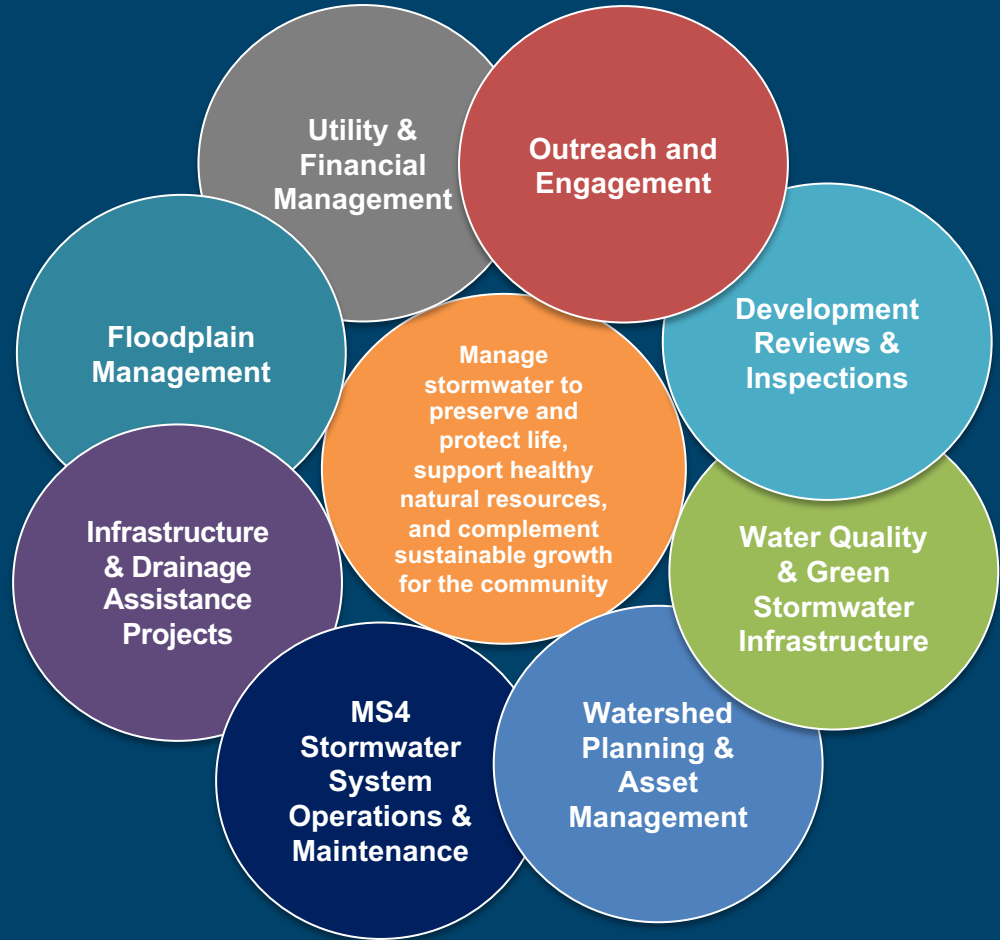 Utility &
Financial
Management
Outreach and
Engagement
Development
Reviews &
Inspections
Floodplain
Management
Manage
stormwater to
preserve and
protect life,
support healthy
natural resources,
and complement
sustainable growth
for the community
Infrastructure
& Drainage
Assistance
Projects
Water Quality
& Green
Stormwater
Infrastructure
MS4
Stormwater
System
Operations &
Maintenance
Watershed
Planning &
Asset
Management